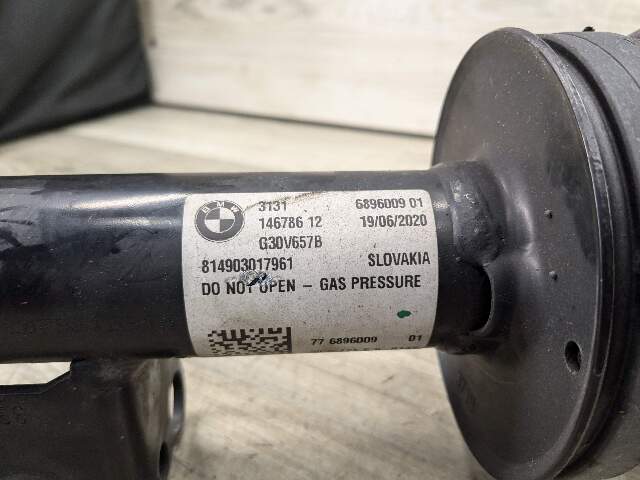 BMW
3131 6896009 01
146786 12 19/06/2020
G30V657B
814903017961 SLOVAKIA
DO NOT OPEN - GAS PRESSURE
77 6896009 01